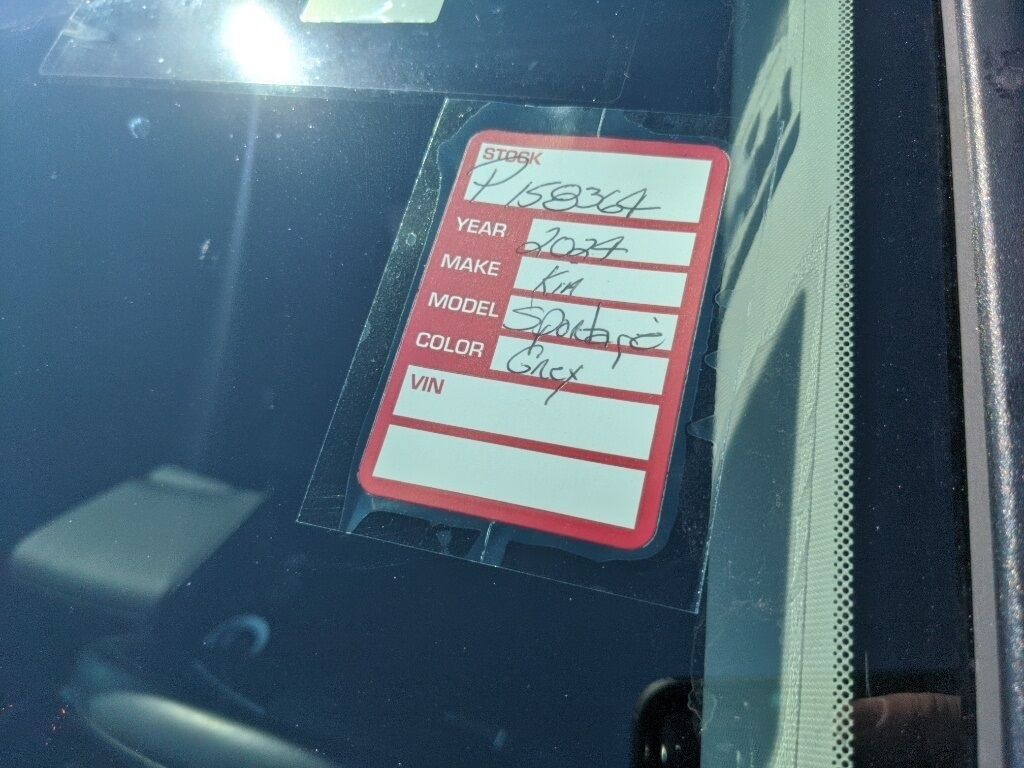 STOCK
P158364
YEAR 2024
MAKE Kia
MODEL Sportage
COLOR Grey
VIN